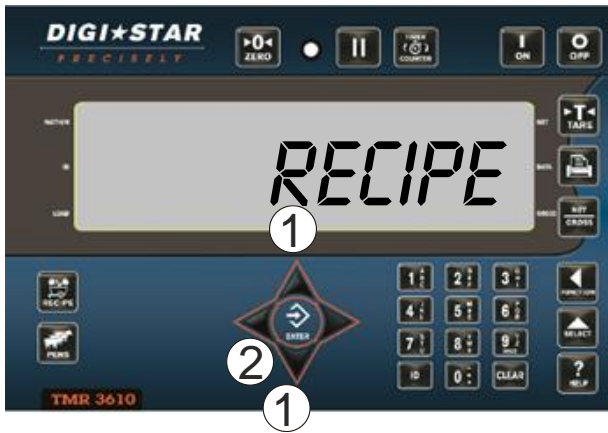 DIGI★STAR
PRECISELY
▶0◀
ZERO
TIMER
COUNTER
I
ON
O
OFF
▶T◀
TARE
RECIPE
NET
GROSS
1
RECIPE
PENS
ENTER
2
1
1 2 3
4 5 6
7 8 9
ID 0 CLEAR
FUNCTION
SELECT
?
HELP
TMR 3610